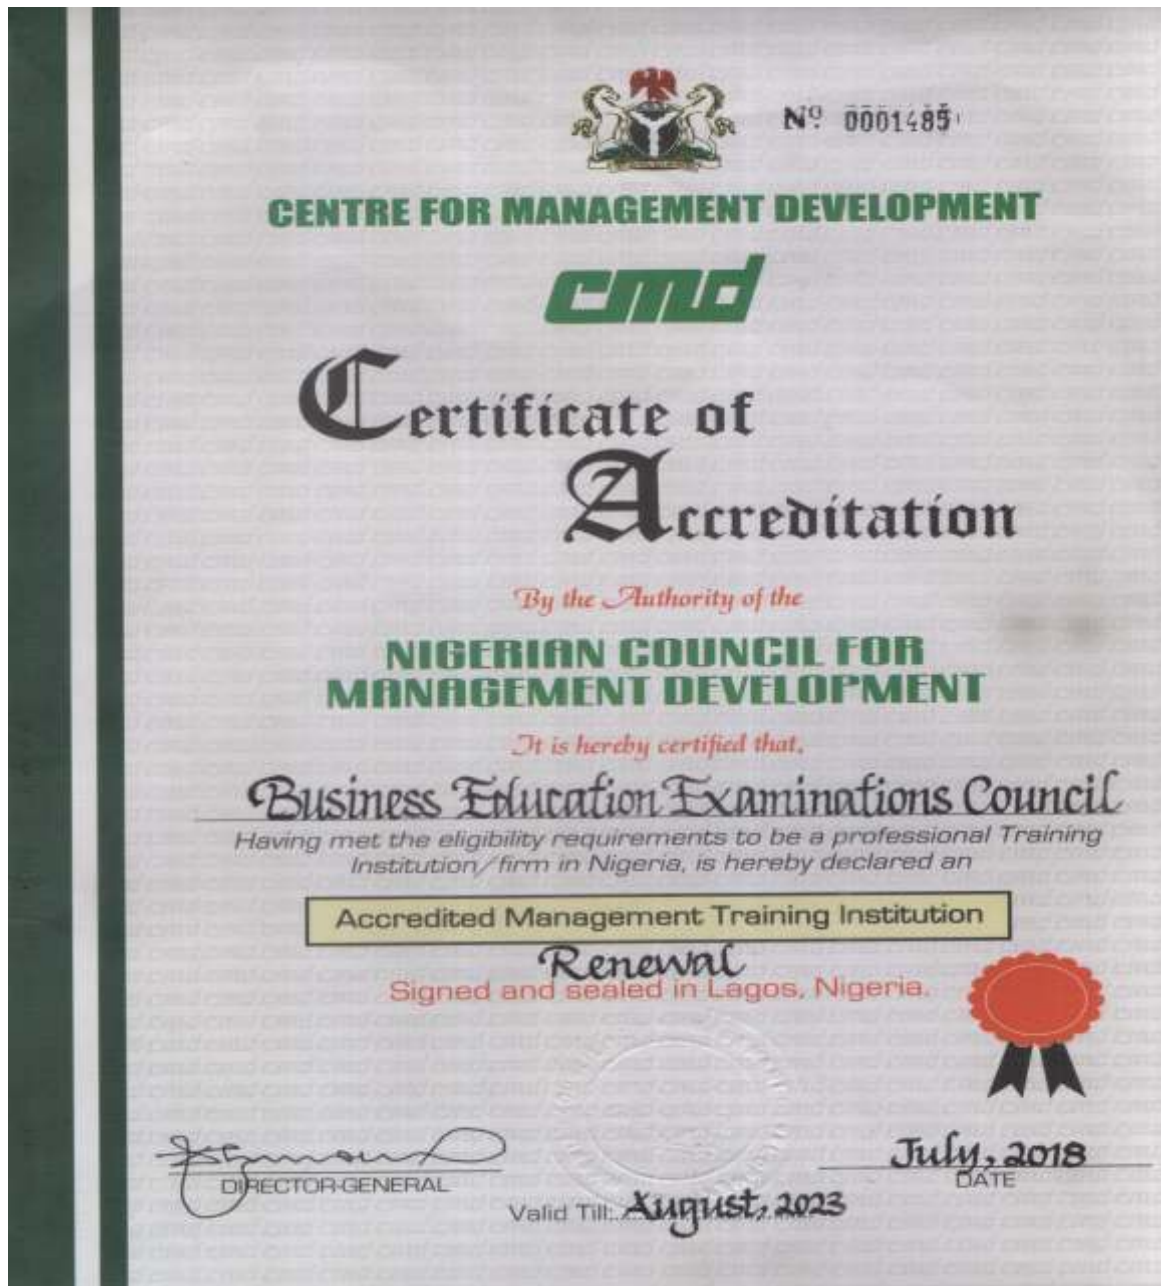 Nº 0001485
CENTRE FOR MANAGEMENT DEVELOPMENT
cmd
Certificate of
Accreditation
By the Authority of the
NIGERIAN COUNCIL FOR
MANAGEMENT DEVELOPMENT
It is hereby certified that,
Business Education Examinations Council
Having met the eligibility requirements to be a professional Training
Institution/firm in Nigeria, is hereby declared an
Accredited Management Training Institution
Renewal
Signed and sealed in Lagos, Nigeria.
DIRECTOR-GENERAL
July, 2018
DATE
Valid Till: August, 2023